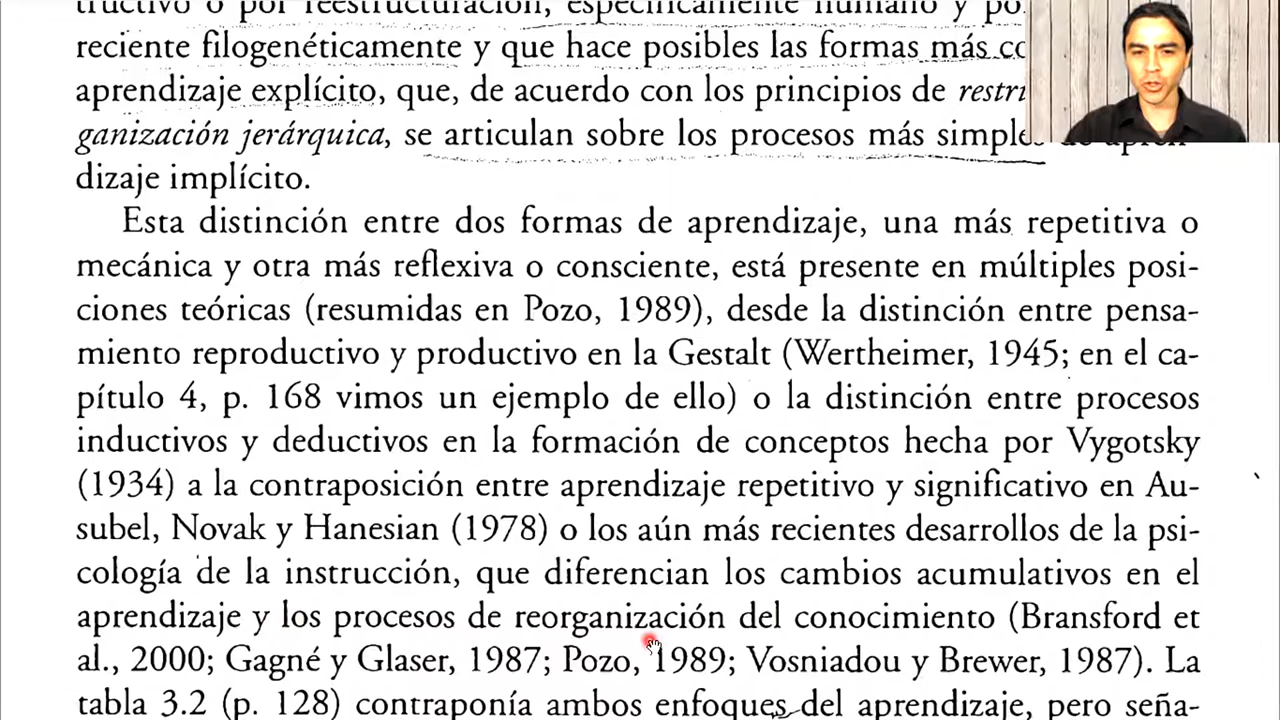 tructivo o por reestructuración, específicamente humano y
reciente filogenéticamente y que hace posibles las formas más
aprendizaje explícito, que, de acuerdo con los principios de
ganización jerárquica, se articulan sobre los procesos más
dizaje implícito.
Esta distinción entre dos formas de aprendizaje, una más repetitiva o
mecánica y otra más reflexiva o consciente, está presente en múltiples posi-
ciones teóricas (resumidas en Pozo, 1989), desde la distinción entre pensa-
miento reproductivo y productivo en la Gestalt (Wertheimer, 1945; en el ca-
pítulo 4, p. 168 vimos un ejemplo de ello) o la distinción entre procesos
inductivos y deductivos en la formación de conceptos hecha por Vygotsky
(1934) a la contraposición entre aprendizaje repetitivo y significativo en Au-
subel, Novak y Hanesian (1978) o los aún más recientes desarrollos de la psi-
cología de la instrucción, que diferencian los cambios acumulativos en el
aprendizaje y los procesos de reorganización del conocimiento (Bransford et
al., 2000; Gagné y Glaser, 1987; Pozo, 1989; Vosniadou y Brewer, 1987). La
tabla 3.2 (p. 128) contraponía ambos enfoques del aprendizaje, pero seña-